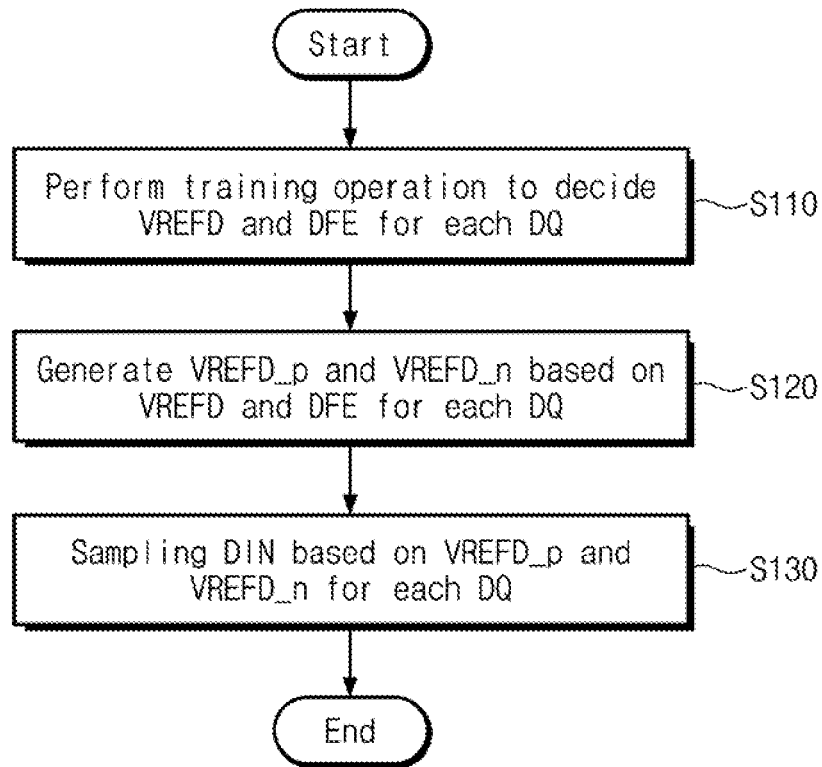 Start
Perform training operation to decide
VREFD and DFE for each DQ
S110
Generate VREFD_p and VREFD_n based on
VREFD and DFE for each DQ
S120
Sampling DIN based on VREFD_p and
VREFD_n for each DQ
S130
End